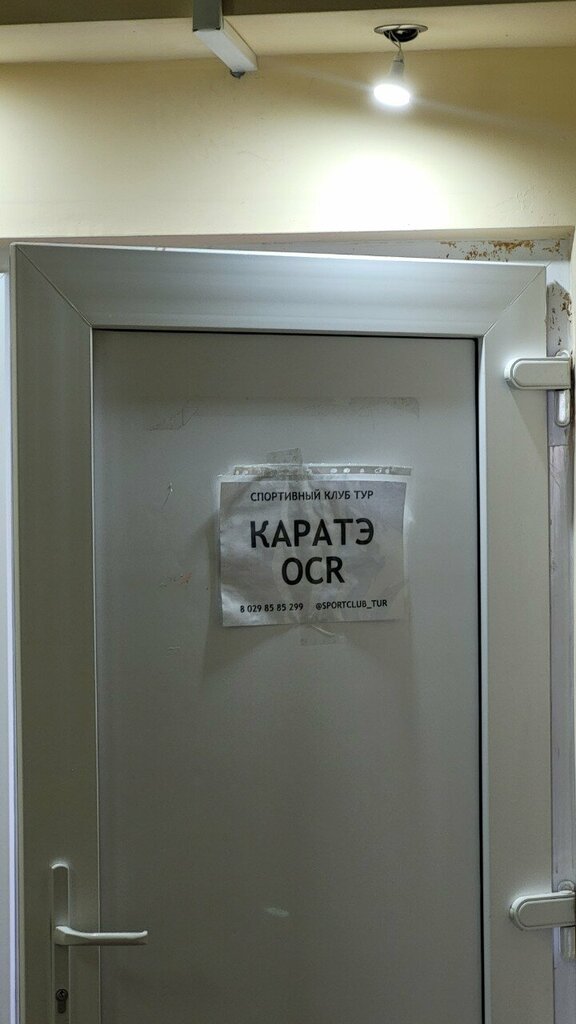 СПОРТИВНЫЙ КЛУБ ТУР
КАРАТЭ
OCR
8 029 85 85 299 @SPORTCLUB_TUR